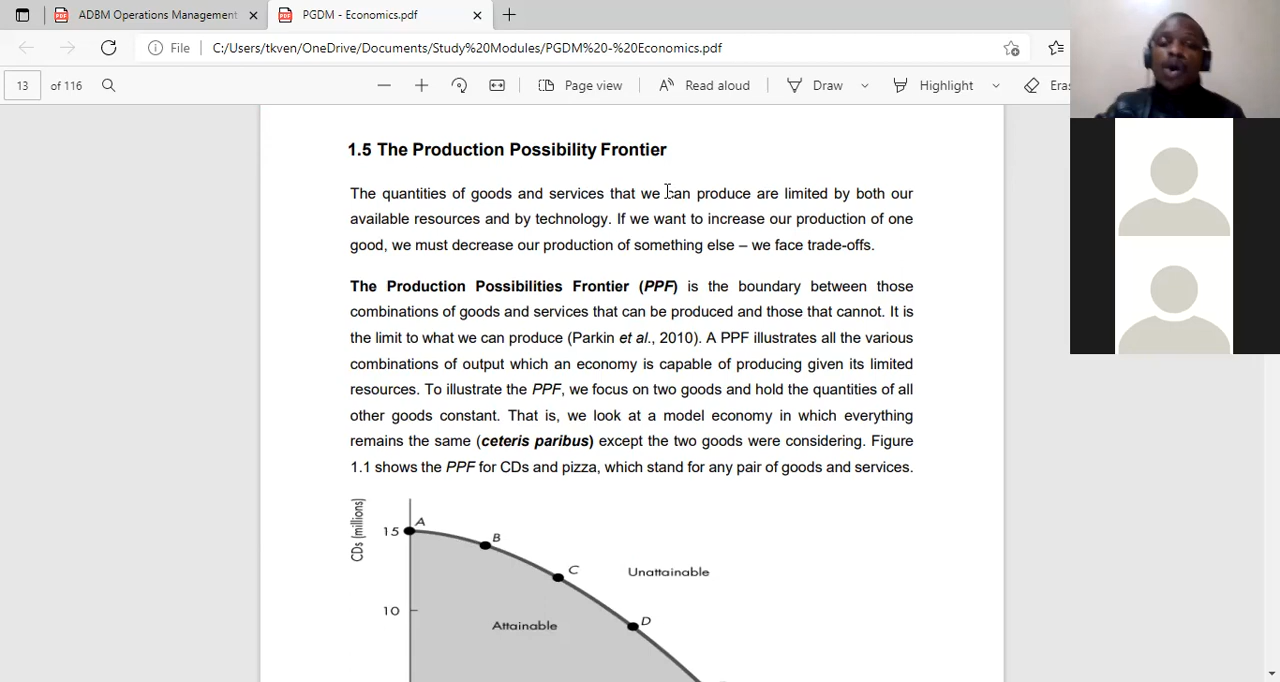 ADBM Operations Management
PGDM - Economics.pdf
File
C:/Users/tkven/OneDrive/Documents/Study%20Modules/PGDM%20-%20Economics.pdf
13 of 116
Page view
Read aloud
Draw
Highlight
Eras
1.5 The Production Possibility Frontier
The quantities of goods and services that we can produce are limited by both our
available resources and by technology. If we want to increase our production of one
good, we must decrease our production of something else – we face trade-offs.
The Production Possibilities Frontier (PPF) is the boundary between those
combinations of goods and services that can be produced and those that cannot. It is
the limit to what we can produce (Parkin et al., 2010). A PPF illustrates all the various
combinations of output which an economy is capable of producing given its limited
resources. To illustrate the PPF, we focus on two goods and hold the quantities of all
other goods constant. That is, we look at a model economy in which everything
remains the same (ceteris paribus) except the two goods were considering. Figure
1.1 shows the PPF for CDs and pizza, which stand for any pair of goods and services.
CDs (millions)
15
A
B
C
Unattainable
10
D
Attainable